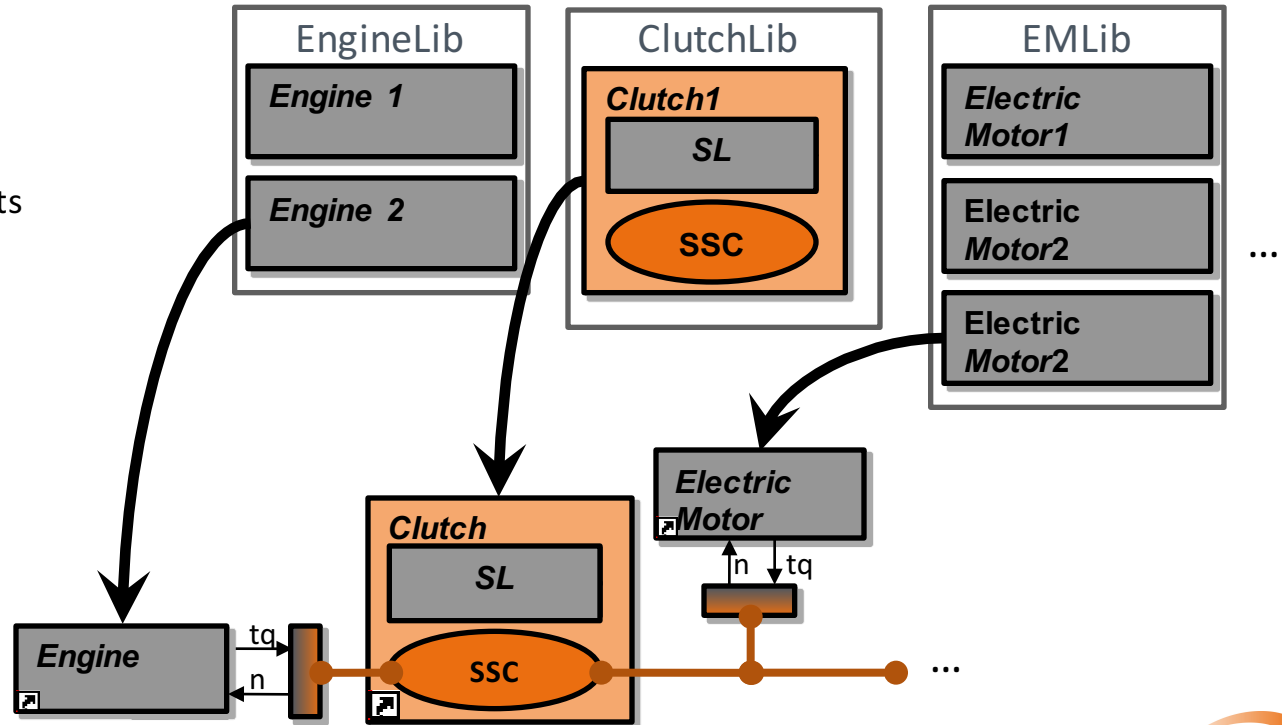 EngineLib
Engine 1
Engine 2
ClutchLib
Clutch1
SL
SSC
EMLib
Electric
Motor1
Electric
Motor2
Electric
Motor2
...
ts
Electric
Motor
n
tq
Clutch
SL
SSC
Engine
tq
n
...